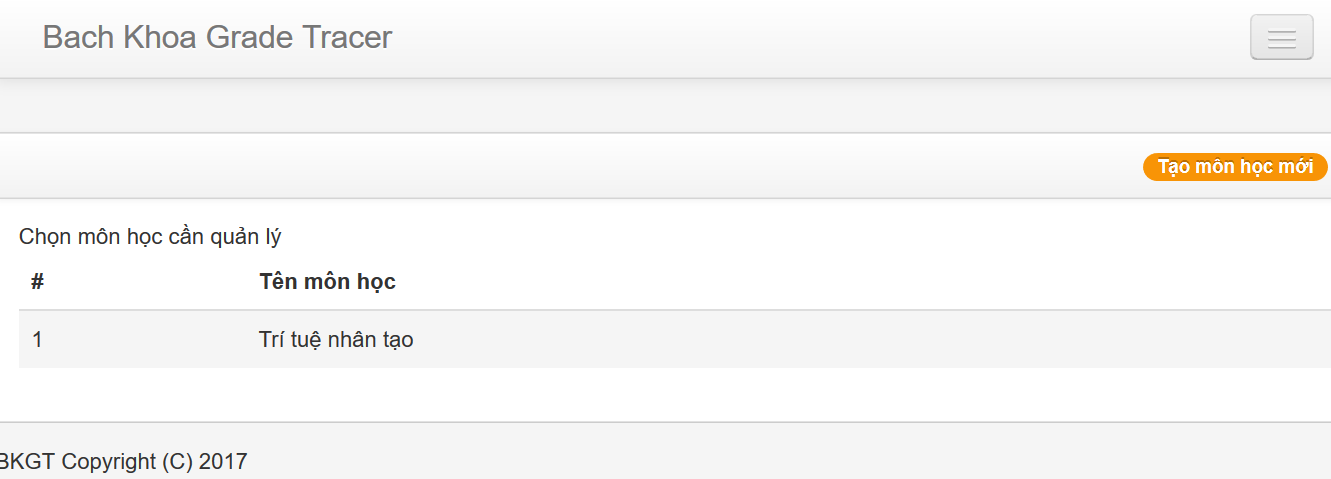 Bach Khoa Grade Tracer
Tạo môn học mới
Chọn môn học cần quản lý
# Tên môn học
1 Trí tuệ nhân tạo
BKGT Copyright (C) 2017